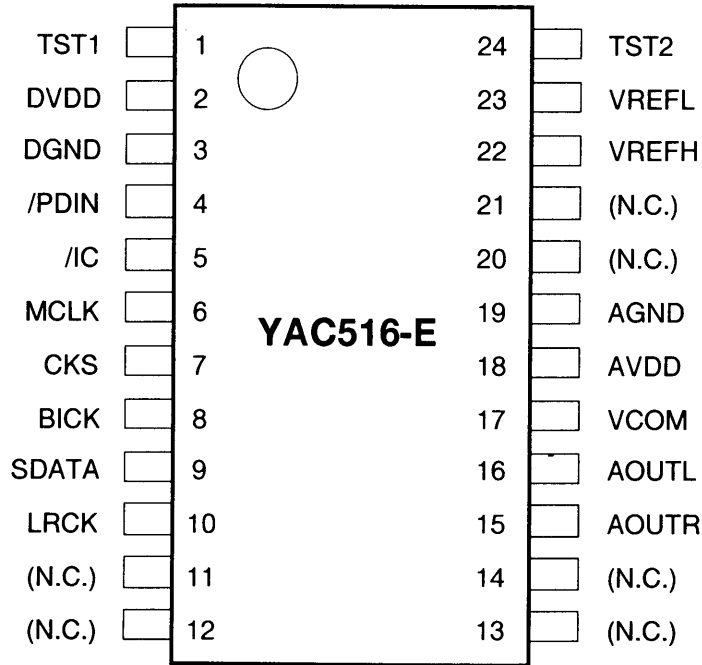 TST1 1 24 TST2
DVDD 2 23 VREFL
DGND 3 22 VREFH
/PDIN 4 21 (N.C.)
/IC 5 20 (N.C.)
MCLK 6 19 AGND
YAC516-E
CKS 7 18 AVDD
BICK 8 17 VCOM
SDATA 9 16 AOUTL
LRCK 10 15 AOUTR
(N.C.) 11 14 (N.C.)
(N.C.) 12 13 (N.C.)